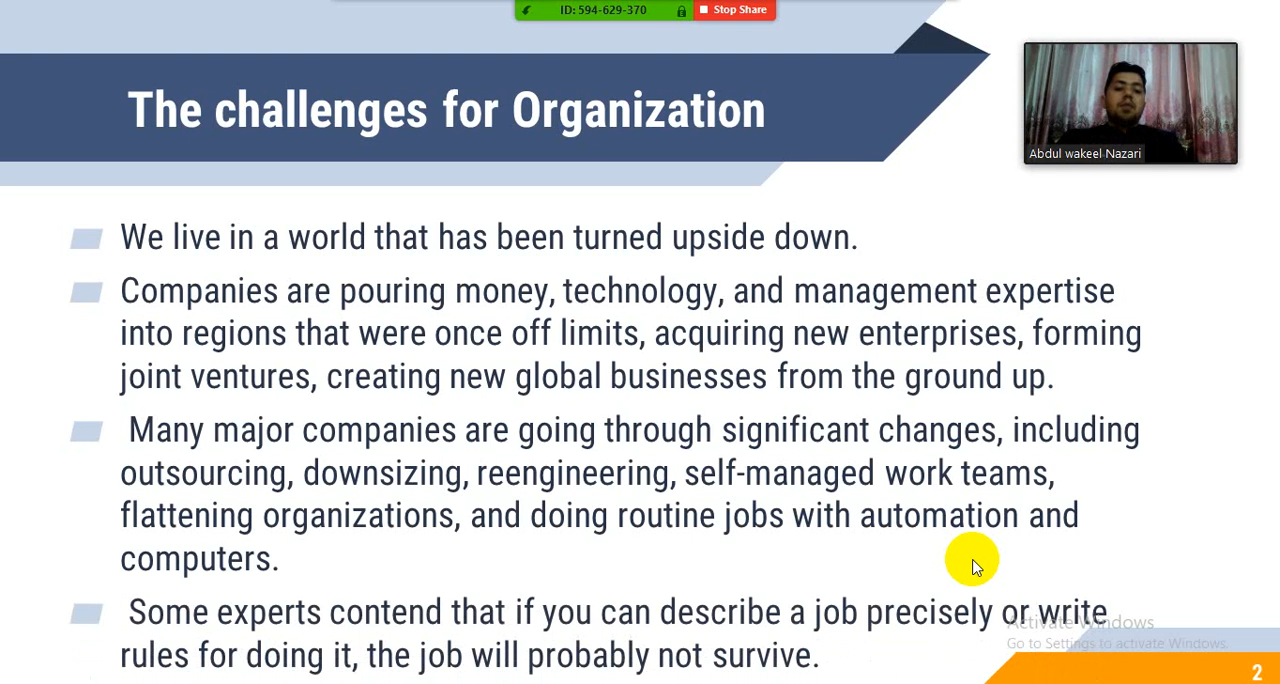 ID: 594-629-370
Stop Share
The challenges for Organization
Abdul wakeel Nazari
We live in a world that has been turned upside down.
Companies are pouring money, technology, and management expertise
into regions that were once off limits, acquiring new enterprises, forming
joint ventures, creating new global businesses from the ground up.
Many major companies are going through significant changes, including
outsourcing, downsizing, reengineering, self-managed work teams,
flattening organizations, and doing routine jobs with automation and
computers.
Some experts contend that if you can describe a job precisely or write
rules for doing it, the job will probably not survive.
Activate Windows
Go to Settings to activate Windows.
2